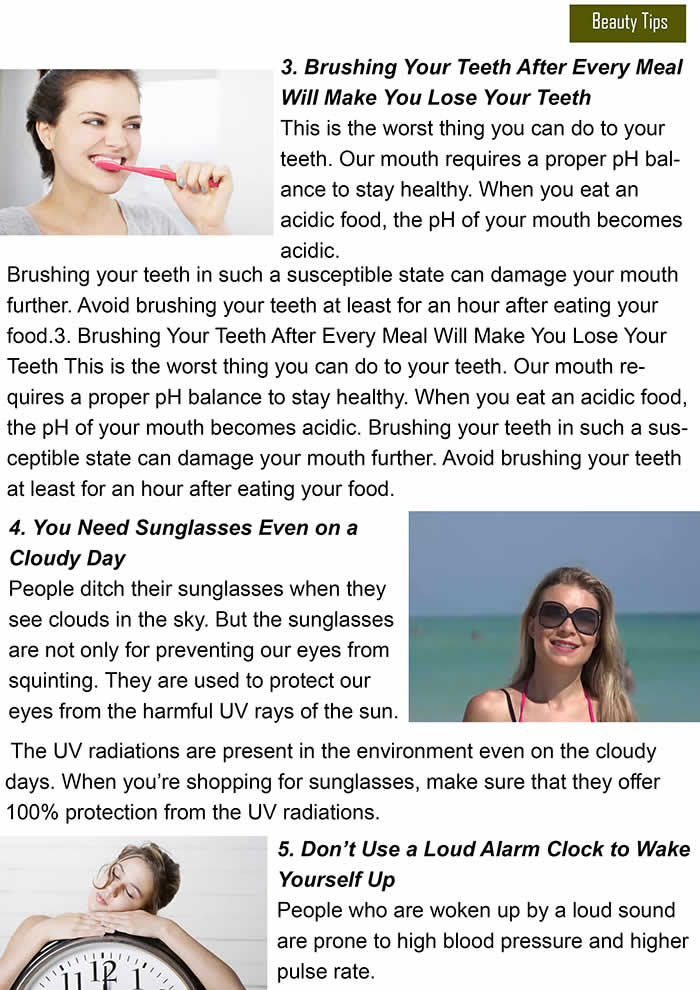 Beauty Tips
3. Brushing Your Teeth After Every Meal
Will Make You Lose Your Teeth
This is the worst thing you can do to your
teeth. Our mouth requires a proper pH bal-
ance to stay healthy. When you eat an
acidic food, the pH of your mouth becomes
acidic.
Brushing your teeth in such a susceptible state can damage your mouth
further. Avoid brushing your teeth at least for an hour after eating your
food.3. Brushing Your Teeth After Every Meal Will Make You Lose Your
Teeth This is the worst thing you can do to your teeth. Our mouth re-
quires a proper pH balance to stay healthy. When you eat an acidic food,
the pH of your mouth becomes acidic. Brushing your teeth in such a sus-
ceptible state can damage your mouth further. Avoid brushing your teeth
at least for an hour after eating your food.
4. You Need Sunglasses Even on a
Cloudy Day
People ditch their sunglasses when they
see clouds in the sky. But the sunglasses
are not only for preventing our eyes from
squinting. They are used to protect our
eyes from the harmful UV rays of the sun.
The UV radiations are present in the environment even on the cloudy
days. When you’re shopping for sunglasses, make sure that they offer
100% protection from the UV radiations.
5. Don’t Use a Loud Alarm Clock to Wake
Yourself Up
People who are woken up by a loud sound
are prone to high blood pressure and higher
pulse rate.
11 12 1